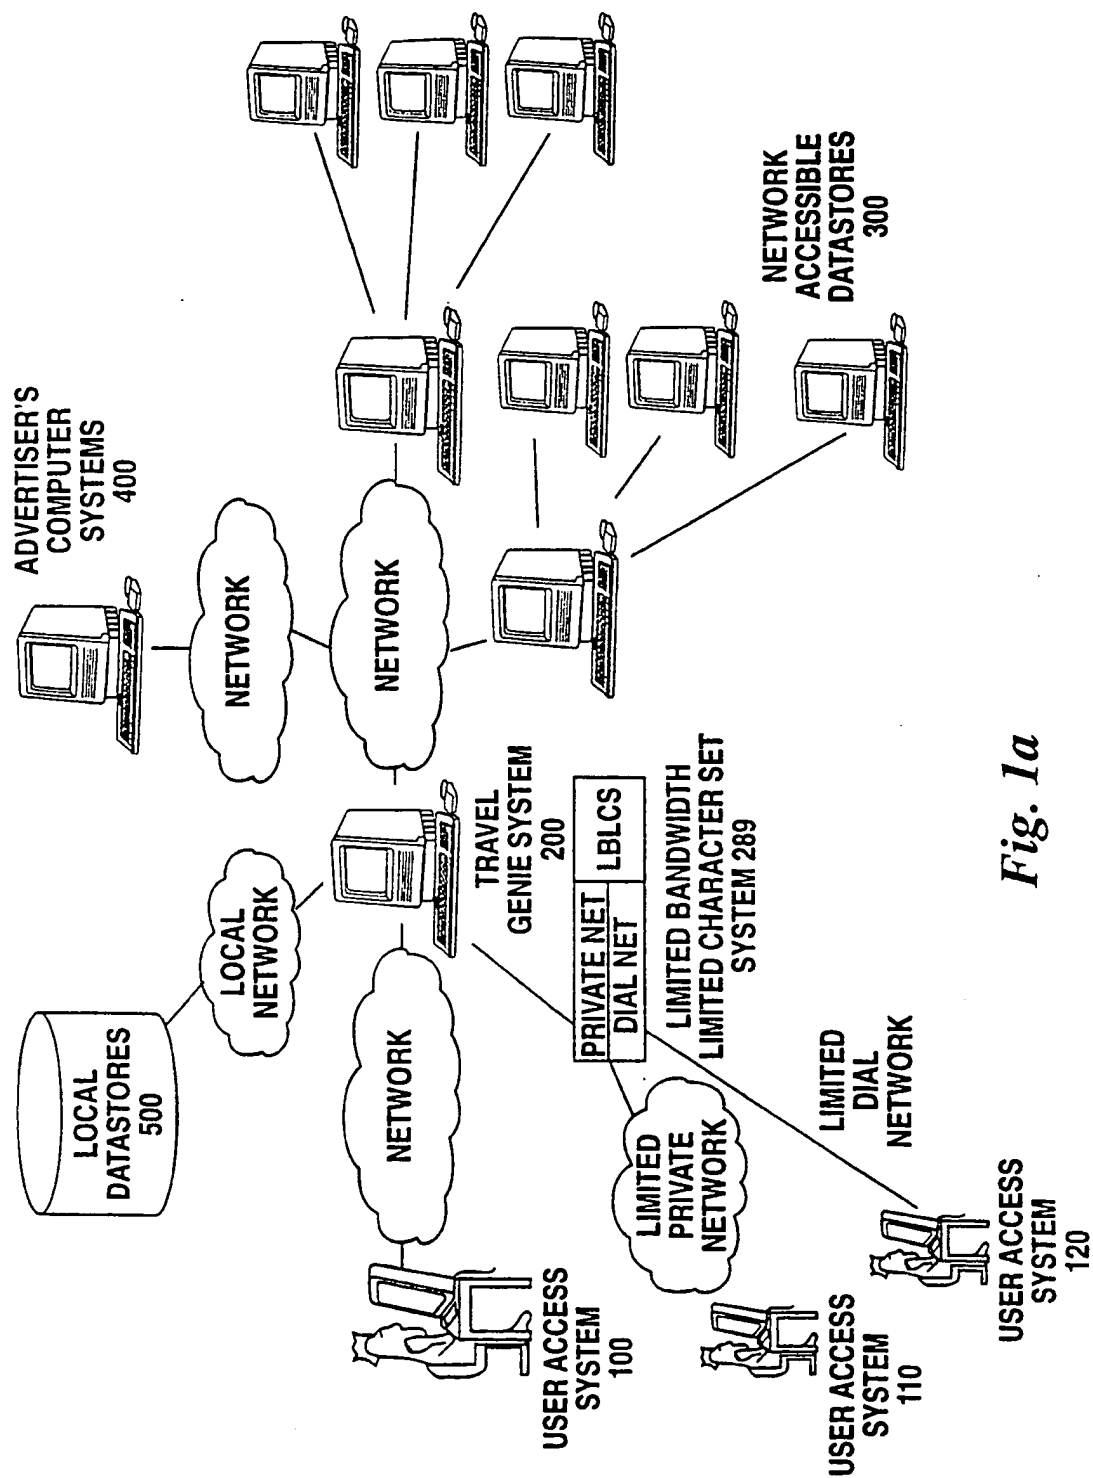 ADVERTISER'S
COMPUTER
SYSTEMS
400
LOCAL
DATASTORES
500
LOCAL
NETWORK
NETWORK
NETWORK
NETWORK
TRAVEL
GENIE SYSTEM
200
NETWORK
ACCESSIBLE
DATASTORES
300
USER ACCESS
SYSTEM
100
PRIVATE NET
DIAL NET
LBLCS
LIMITED BANDWIDTH
LIMITED CHARACTER SET
SYSTEM 289
LIMITED
PRIVATE
NETWORK
LIMITED
DIAL
NETWORK
USER ACCESS
SYSTEM
110
USER ACCESS
SYSTEM
120
Fig. 1a